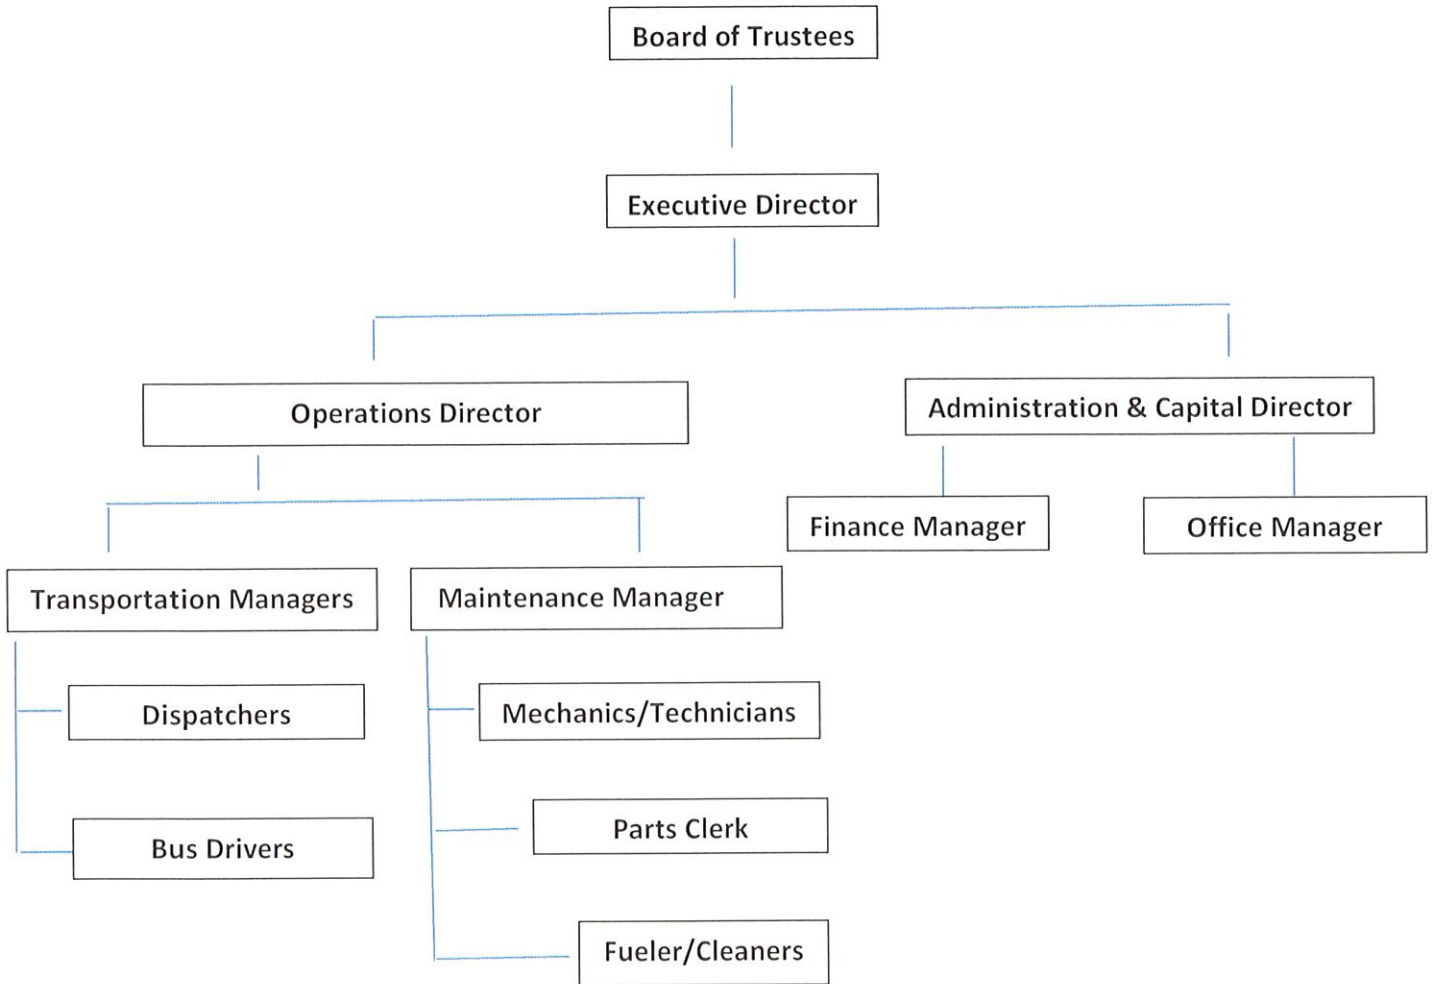 Board of Trustees
Executive Director
Operations Director
Administration & Capital Director
Finance Manager
Office Manager
Transportation Managers
Maintenance Manager
Dispatchers
Mechanics/Technicians
Parts Clerk
Bus Drivers
Fueler/Cleaners